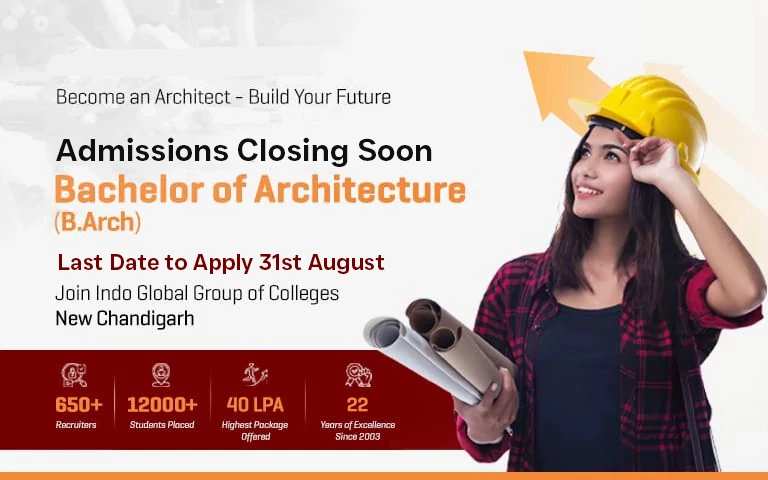 Become an Architect - Build Your Future
Admissions Closing Soon
Bachelor of Architecture
(B.Arch)
Last Date to Apply 31st August
Join Indo Global Group of Colleges
New Chandigarh
650+
Recruiters
12000+
Students Placed
40 LPA
Highest Package
Offered
22
Years of Excellence
Since 2003